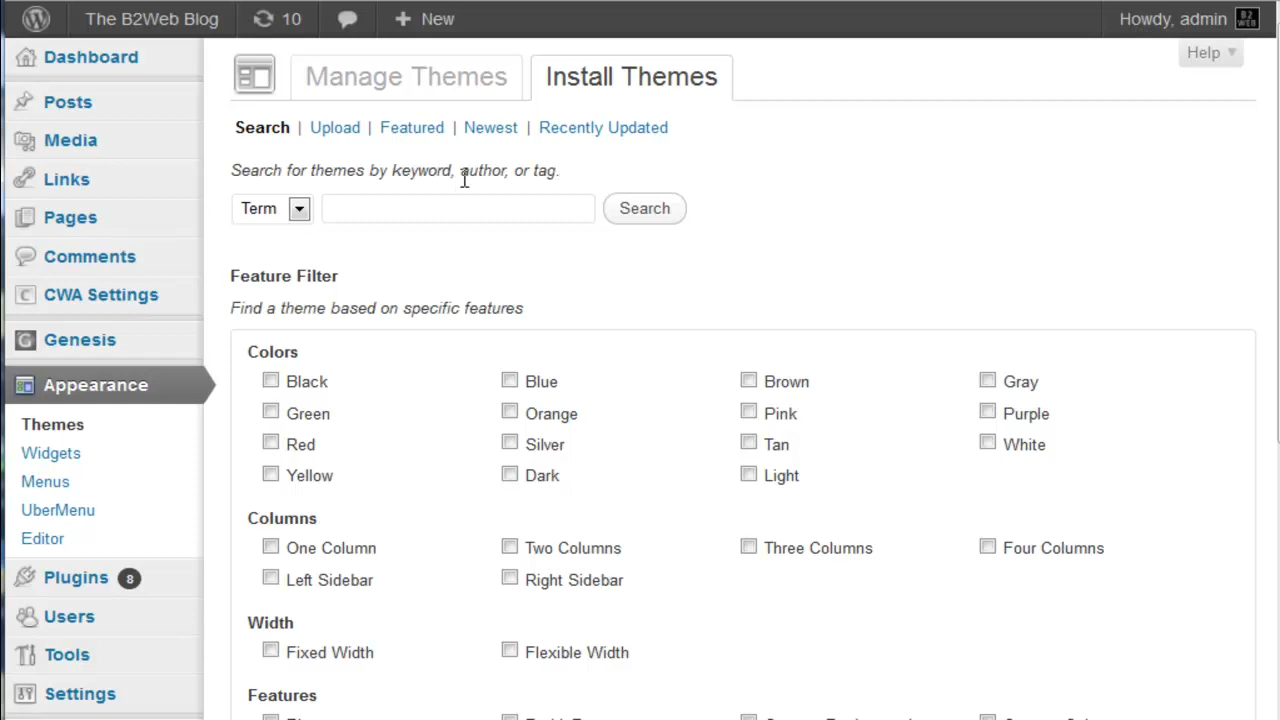 The B2Web Blog 10 + New Howdy, admin B2 WEB
Dashboard
Posts
Media
Links
Pages
Comments
CWA Settings
Genesis
Appearance
Themes
Widgets
Menus
UberMenu
Editor
Plugins 8
Users
Tools
Settings
Help
Manage Themes Install Themes
Search | Upload | Featured | Newest | Recently Updated
Search for themes by keyword, author, or tag.
Term Search
Feature Filter
Find a theme based on specific features
Colors
Black Blue Brown Gray
Green Orange Pink Purple
Red Silver Tan White
Yellow Dark Light
Columns
One Column Two Columns Three Columns Four Columns
Left Sidebar Right Sidebar
Width
Fixed Width Flexible Width
Features